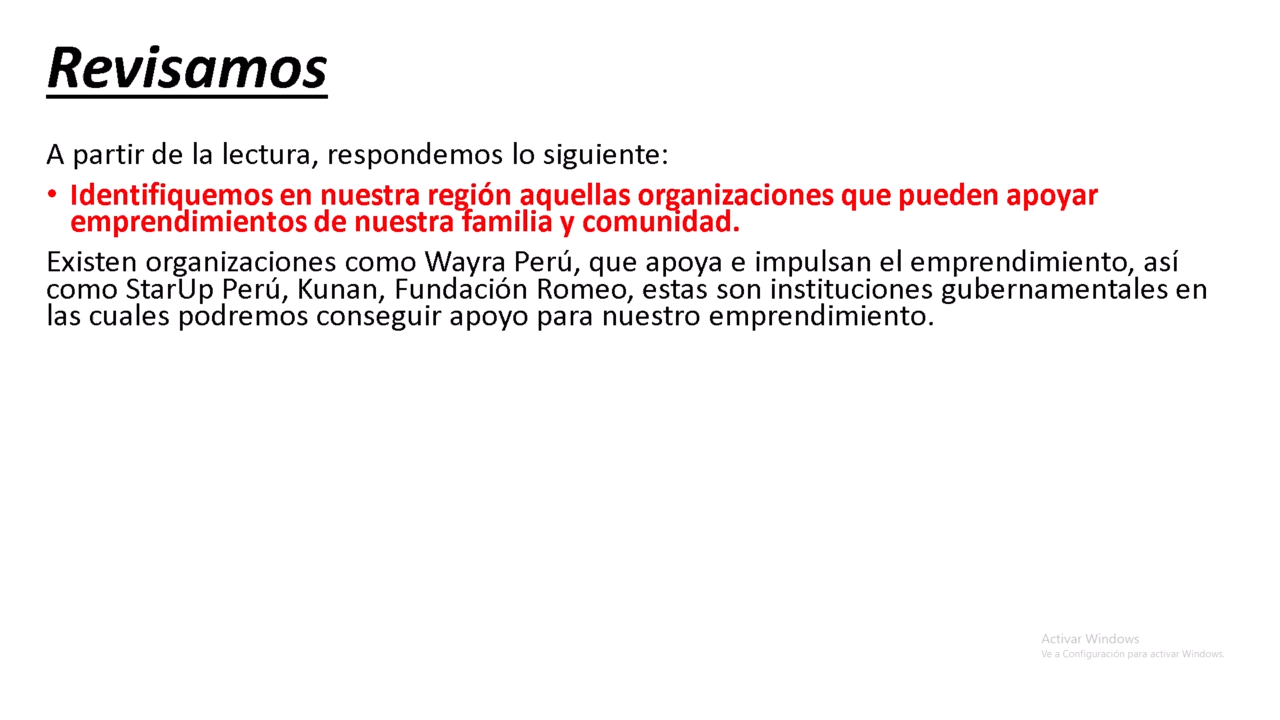 Revisamos
A partir de la lectura, respondemos lo siguiente:
• Identifiquemos en nuestra región aquellas organizaciones que pueden apoyar
emprendimientos de nuestra familia y comunidad.
Existen organizaciones como Wayra Perú, que apoya e impulsan el emprendimiento, así
como StarUp Perú, Kunan, Fundación Romeo, estas son instituciones gubernamentales en
las cuales podremos conseguir apoyo para nuestro emprendimiento.
Activar Windows
Ve a Configuración para activar Windows.